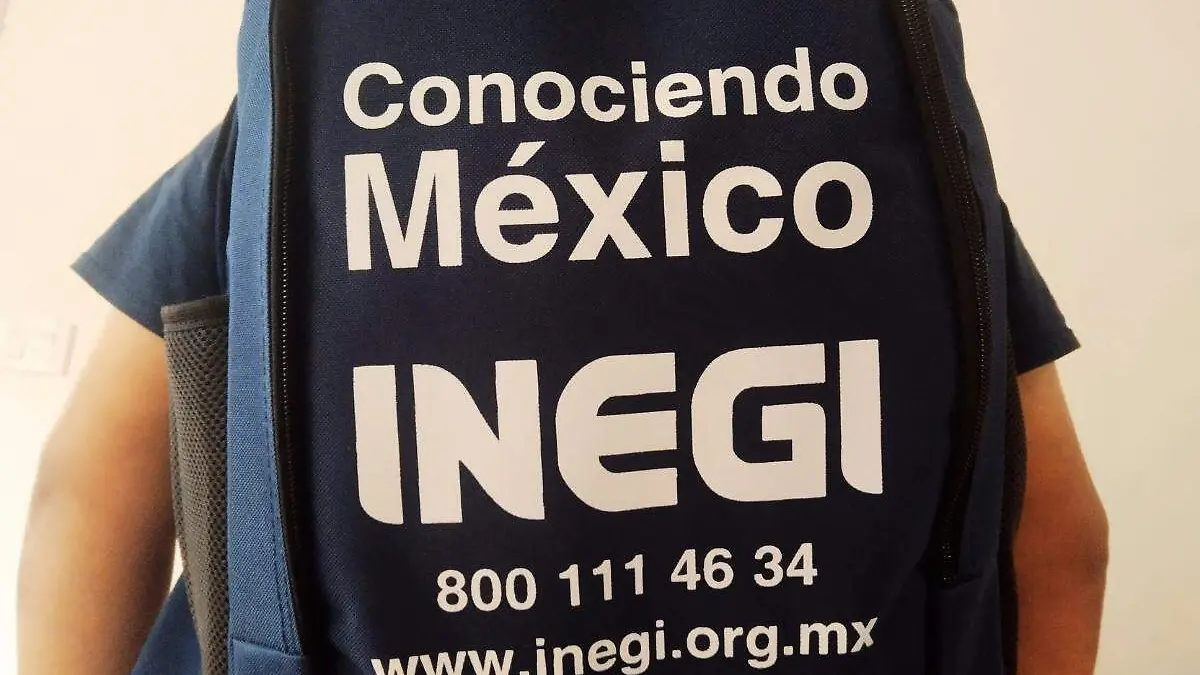 Conociendo
México
INEGI
800 111 46 34
www.inegi.org.mx